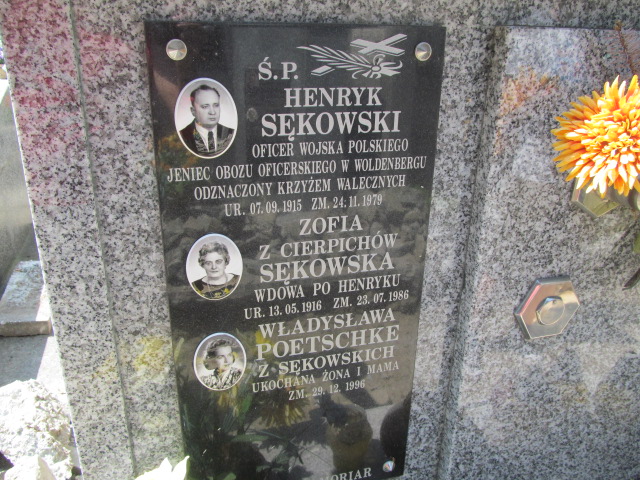 Ś.P.
HENRYK
SĘKOWSKI
OFICER WOJSKA POLSKIEGO
JENIEC OBOZU OFICERSKIEGO W WOLDENBERGU
ODZNACZONY KRZYŻEM WALECZNYCH
UR. 07.09.1915 ZM. 24.11.1979
ZOFIA
Z CIERPICHÓW
SĘKOWSKA
WDOWA PO HENRYKU
UR. 13.05.1916 ZM. 23.07.1986
WŁADYSŁAWA
POETSCHKE
Z SĘKOWSKICH
UKOCHANA ŻONA I MAMA
ZM. 29.12.1996